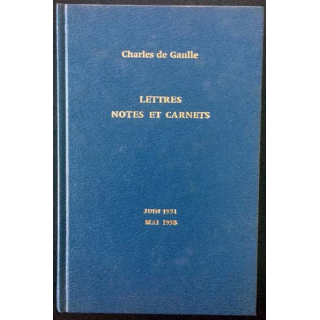 Charles de Gaulle
LETTRES
NOTES ET CARNETS
JUIN 1951
MAI 1958